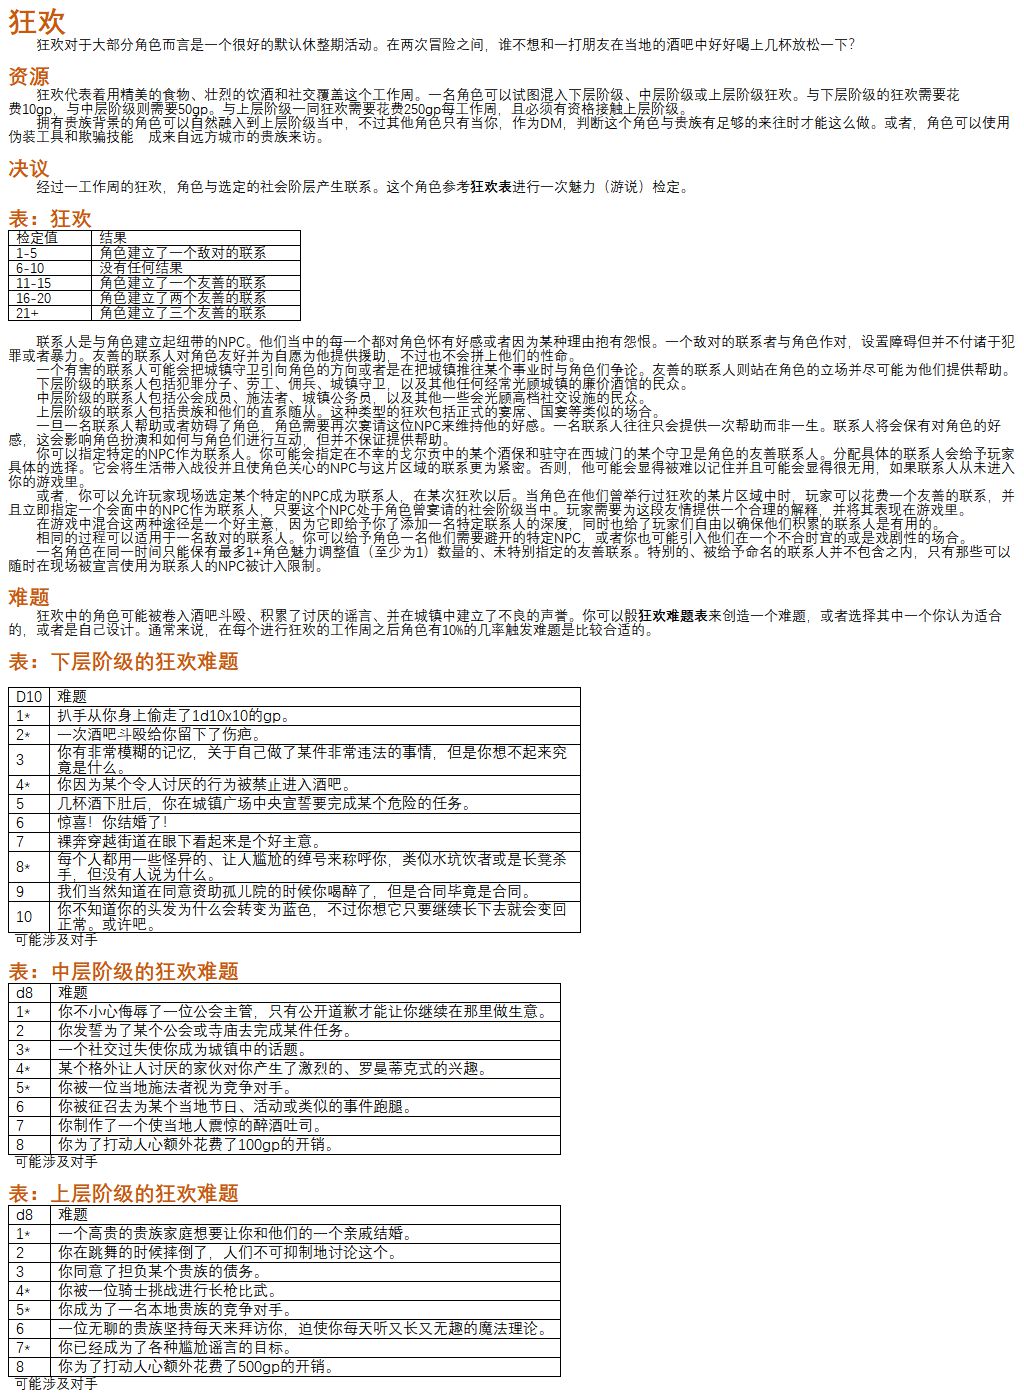 狂欢
狂欢对于大部分角色而言是一个很好的默认休整期活动。在两次冒险之间，谁不想和一打朋友在当地的酒吧中好好喝上几杯放松一下?
资源
狂欢代表着用精美的食物、壮烈的饮酒和社交覆盖这个工作周。一名角色可以试图混入下层阶级、中层阶级或上层阶级狂欢。与下层阶级的狂欢需要花
费10gp，与中层阶级则需要50gp。与上层阶级一同狂欢需要花费250gp每工作周，且必须有资格接触上层阶级。
拥有贵族背景的角色可以自然融入到上层阶级当中，不过其他角色只有当你，作为DM，判断这个角色与贵族有足够的来往时才能这么做。或者，角色可以使用
伪装工具和欺骗技能 成来自远方城市的贵族来访。
决议
经过一工作周的狂欢，角色与选定的社会阶层产生联系。这个角色参考狂欢表进行一次魅力（游说）检定。
表：狂欢
检定值 结果
1-5 角色建立了一个敌对的联系
6-10 没有任何结果
11-15 角色建立了一个友善的联系
16-20 角色建立了两个友善的联系
21+ 角色建立了三个友善的联系
联系人是与角色建立起纽带的NPC。他们当中的每一个都对角色怀有好感或者因为某种理由抱有怨恨。一个敌对的联系者与角色作对，设置障碍但并不付诸于犯
罪或者暴力。友善的联系人对角色友好并为自愿为他提供援助，不过也不会拼上他们的性命。
一个有害的联系人可能会把城镇守卫引向角色的方向或者是在把城镇推往某个事业时与角色们争论。友善的联系人则站在角色的立场并尽可能为他们提供帮助。
下层阶级的联系人包括犯罪分子、劳工、佣兵、城镇守卫，以及其他任何经常光顾城镇的廉价酒馆的民众。
中层阶级的联系人包括公会成员、施法者、城镇公务员，以及其他一些会光顾高档社交设施的民众。
上层阶级的联系人包括贵族和他们的直系随从。这种类型的狂欢包括正式的宴席、国宴等类似的场合。
一旦一名联系人帮助或者妨碍了角色，角色需要再次宴请这位NPC来维持他的好感。一名联系人往往只会提供一次帮助而非一生。联系人将会保有对角色的好
感，这会影响角色扮演和如何与角色们进行互动，但并不保证提供帮助。
你可以指定特定的NPC作为联系人。你可能会指定在不幸的戈尔贡中的某个酒保和驻守在西城门的某个守卫是角色的友善联系人。分配具体的联系人会给予玩家
具体的选择。它会将生活带入战役并且使角色关心的NPC与这片区域的联系更为紧密。否则，他可能会显得被难以记住并且可能会显得很无用，如果联系人从未进入
你的游戏里。
或者，你可以允许玩家现场选定某个特定的NPC成为联系人，在某次狂欢以后。当角色在他们曾举行过狂欢的某片区域中时，玩家可以花费一个友善的联系，并
且立即指定一个会面中的NPC作为联系人，只要这个NPC处于角色曾宴请的社会阶级当中。玩家需要为这段友情提供一个合理的解释，并将其表现在游戏里。
在游戏中混合这两种途径是一个好主意，因为它即给予你了添加一名特定联系人的深度，同时也给了玩家们自由以确保他们积累的联系人是有用的。
相同的过程可以适用于一名敌对的联系人。你可以给予角色一名他们需要避开的特定NPC，或者你也可能引入他们在一个不合时宜的或是戏剧性的场合。
一名角色在同一时间只能保有最多1+角色魅力调整值（至少为1）数量的、未特别指定的友善联系。特别的、被给予命名的联系人并不包含之内，只有那些可以
随时在现场被宣言使用为联系人的NPC被计入限制。
难题
狂欢中的角色可能被卷入酒吧斗殴、积累了讨厌的谣言、并在城镇中建立了不良的声誉。你可以骰狂欢难题表来创造一个难题，或者选择其中一个你认为适合
的，或者是自己设计。通常来说，在每个进行狂欢的工作周之后角色有10%的几率触发难题是比较合适的。
表：下层阶级的狂欢难题
D10 难题
1* 扒手从你身上偷走了1d10x10的gp。
2* 一次酒吧斗殴给你留下了伤疤。
3 你有非常模糊的记忆，关于自己做了某件非常违法的事情，但是你想不起来究
竟是什么。
4* 你因为某个令人讨厌的行为被禁止进入酒吧。
5 几杯酒下肚后，你在城镇广场中央宣誓要完成某个危险的任务。
6 惊喜！你结婚了！
7 裸奔穿越街道在眼下看起来是个好主意。
8* 每个人都用一些怪异的、让人尴尬的绰号来称呼你，类似水坑饮者或是长凳杀
手，但没有人说为什么。
9 我们当然知道在同意资助孤儿院的时候你喝醉了，但是合同毕竟是合同。
10 你不知道你的头发为什么会转变为蓝色，不过你想它只要继续长下去就会变回
正常。或许吧。
可能涉及对手
表：中层阶级的狂欢难题
d8 难题
1* 你不小心侮辱了一位公会主管，只有公开道歉才能让你继续在那里做生意。
2 你发誓为了某个公会或寺庙去完成某件任务。
3* 一个社交过失使你成为城镇中的话题。
4* 某个格外让人讨厌的家伙对你产生了激烈的、罗曼蒂克式的兴趣。
5* 你被一位当地施法者视为竞争对手。
6 你被征召去为某个当地节日、活动或类似的事件跑腿。
7 你制作了一个使当地人震惊的醉酒吐司。
8 你为了打动人心额外花费了100gp的开销。
可能涉及对手
表：上层阶级的狂欢难题
d8 难题
1* 一个高贵的贵族家庭想要让你和他们的一个亲戚结婚。
2 你在跳舞的时候摔倒了，人们不可抑制地讨论这个。
3 你同意了担负某个贵族的债务。
4* 你被一位骑士挑战进行长枪比武。
5* 你成为了一名本地贵族的竞争对手。
6 一位无聊的贵族坚持每天来拜访你，迫使你每天听又长又无趣的魔法理论。
7* 你已经成为了各种尴尬谣言的目标。
8 你为了打动人心额外花费了500gp的开销。
可能涉及对手